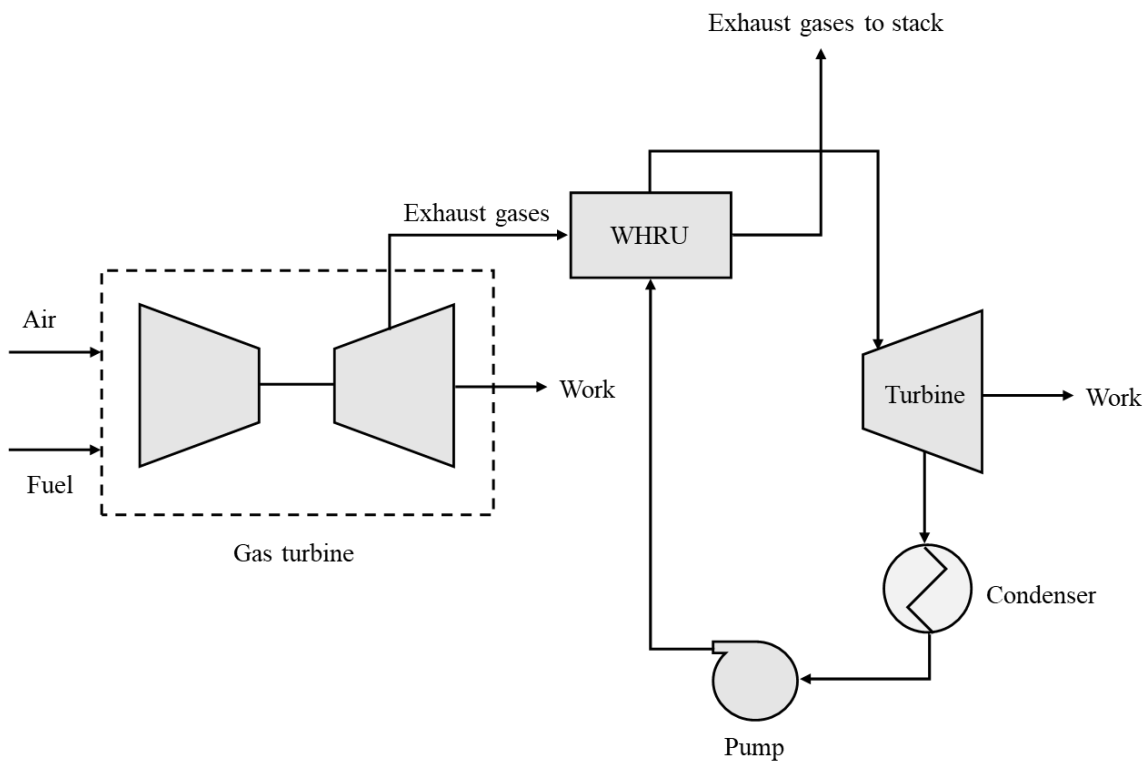 Exhaust gases to stack
Exhaust gases
WHRU
Air
Work
Turbine
Work
Fuel
Gas turbine
Condenser
Pump